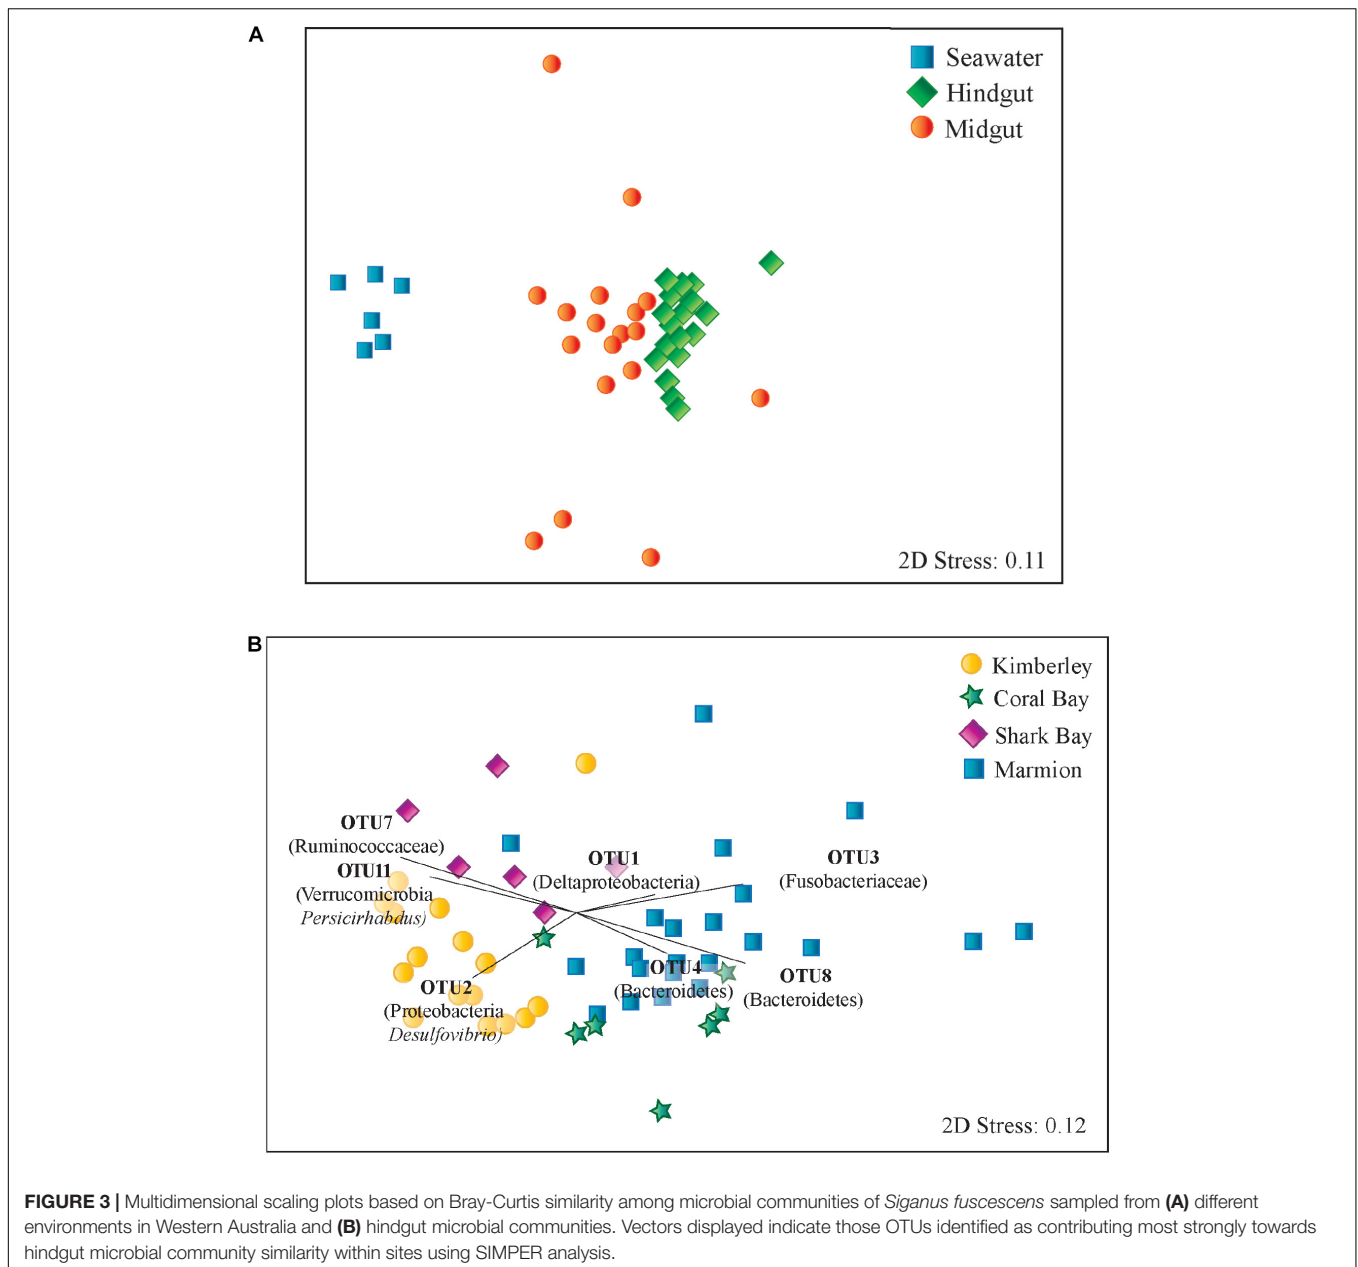 A
Seawater
Hindgut
Midgut
2D Stress: 0.11
B
Kimberley
Coral Bay
Shark Bay
Marmion
OTU7
(Ruminococcaceae)
OTU11
(Verrucomicrobia
Persicirhabdus)
OTU1
(Deltaproteobacteria)
OTU3
(Fusobacteriaceae)
OTU2
(Proteobacteria
Desulfovibrio)
OTU4
(Bacteroidetes)
OTU8
(Bacteroidetes)
2D Stress: 0.12
FIGURE 3 | Multidimensional scaling plots based on Bray-Curtis similarity among microbial communities of Siganus fuscescens sampled from (A) different
environments in Western Australia and (B) hindgut microbial communities. Vectors displayed indicate those OTUs identified as contributing most strongly towards
hindgut microbial community similarity within sites using SIMPER analysis.